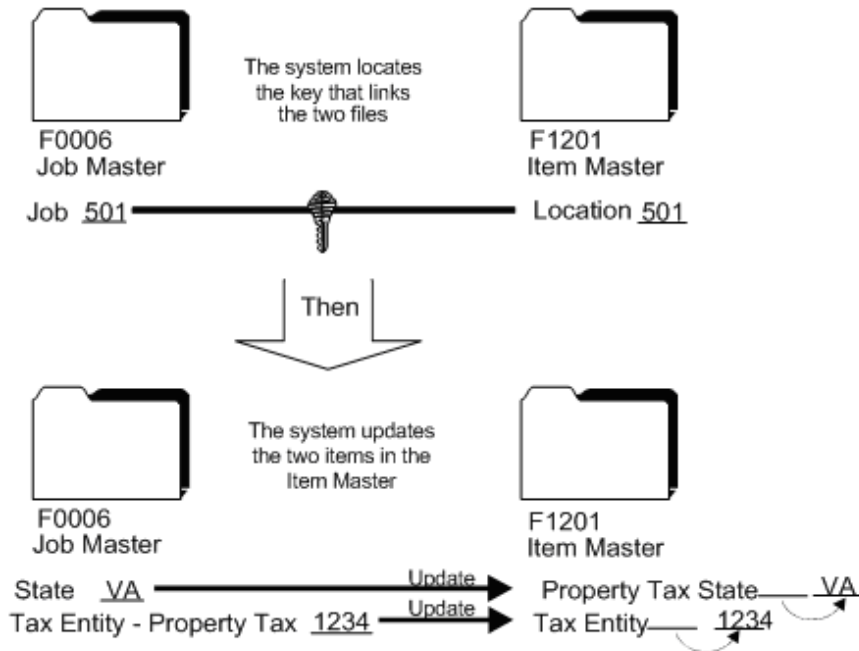 The system locates
the key that links
the two files
F0006
Job Master
F1201
Item Master
Job 501
Location 501
Then
The system updates
the two items in the
Item Master
F0006
Job Master
F1201
Item Master
State VA Update Property Tax State VA
Tax Entity - Property Tax 1234 Update Tax Entity 1234